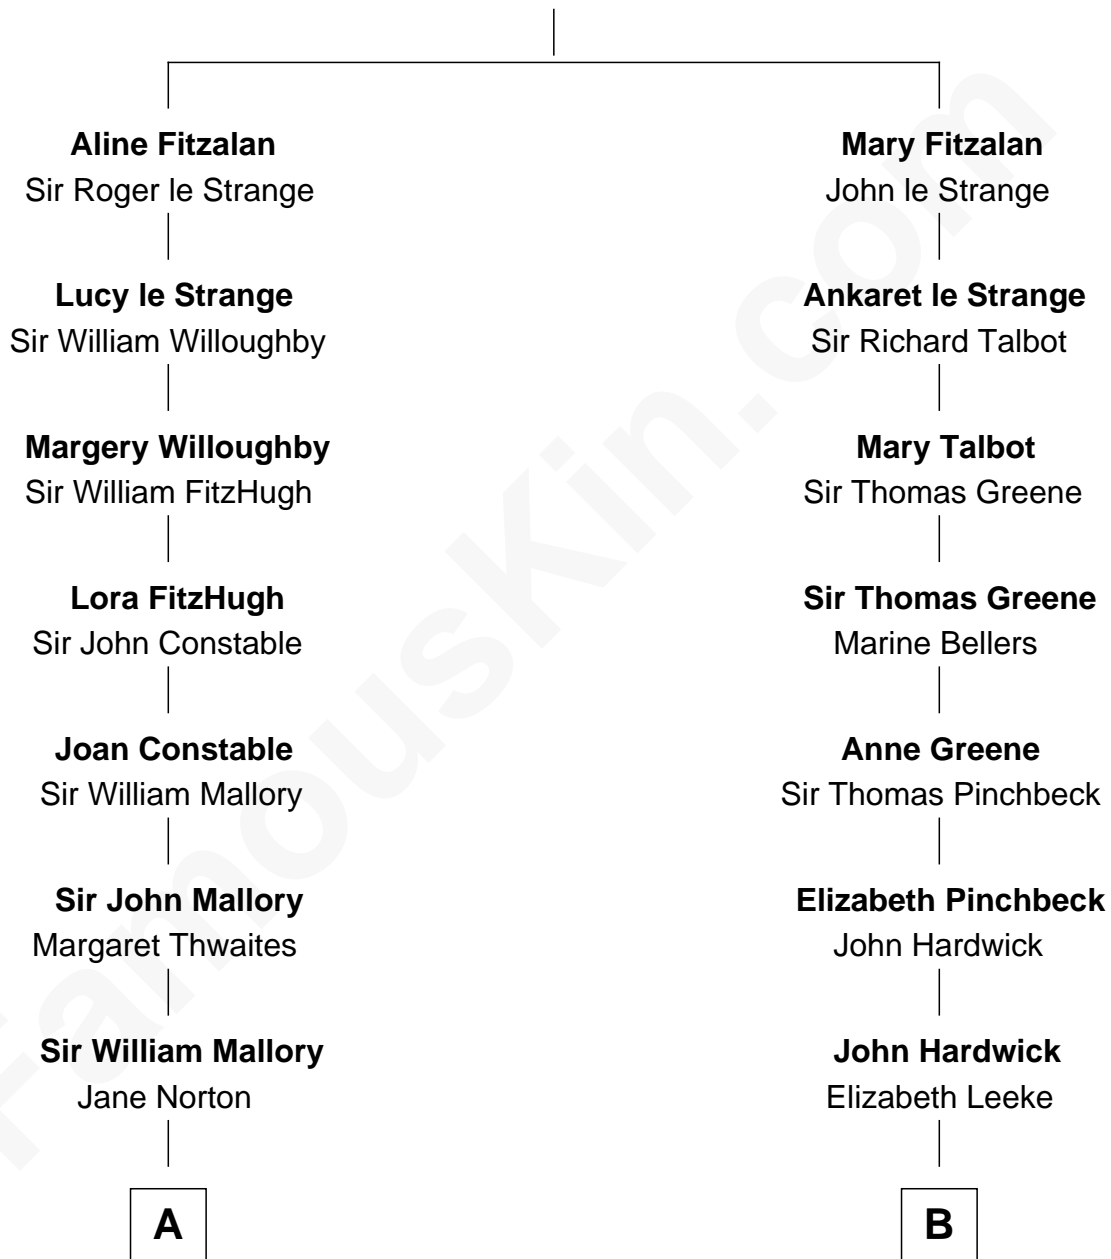 Aline Fitzalan
Sir Roger le Strange
Lucy le Strange
Sir William Willoughby
Margery Willoughby
Sir William FitzHugh
Lora FitzHugh
Sir John Constable
Joan Constable
Sir William Mallory
Sir John Mallory
Margaret Thwaites
Sir William Mallory
Jane Norton
A
Mary Fitzalan
John le Strange
Ankaret le Strange
Sir Richard Talbot
Mary Talbot
Sir Thomas Greene
Sir Thomas Greene
Marine Bellers
Anne Greene
Sir Thomas Pinchbeck
Elizabeth Pinchbeck
John Hardwick
John Hardwick
Elizabeth Leeke
B
FamousKin.com